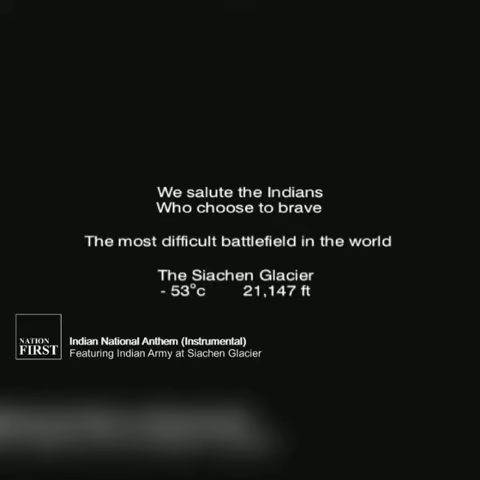 We salute the Indians
Who choose to brave
The most difficult battlefield in the world
The Siachen Glacier
- 53°c 21,147 ft
NATION
FIRST
Indian National Anthem (Instrumental)
Featuring Indian Army at Siachen Glacier